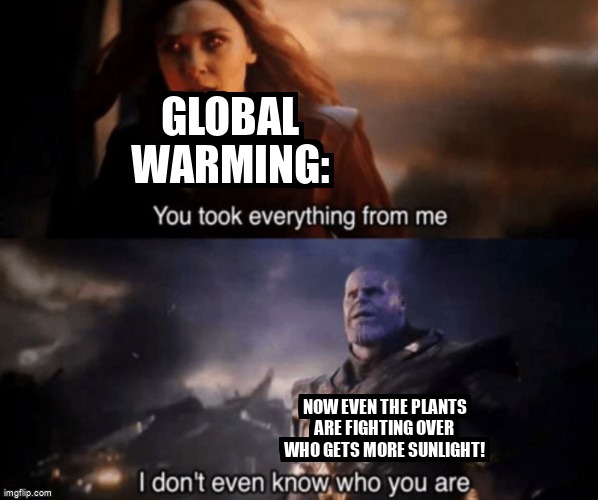 GLOBAL
WARMING:
You took everything from me
NOW EVEN THE PLANTS
ARE FIGHTING OVER
WHO GETS MORE SUNLIGHT!
I don't even know who you are
imgflip.com